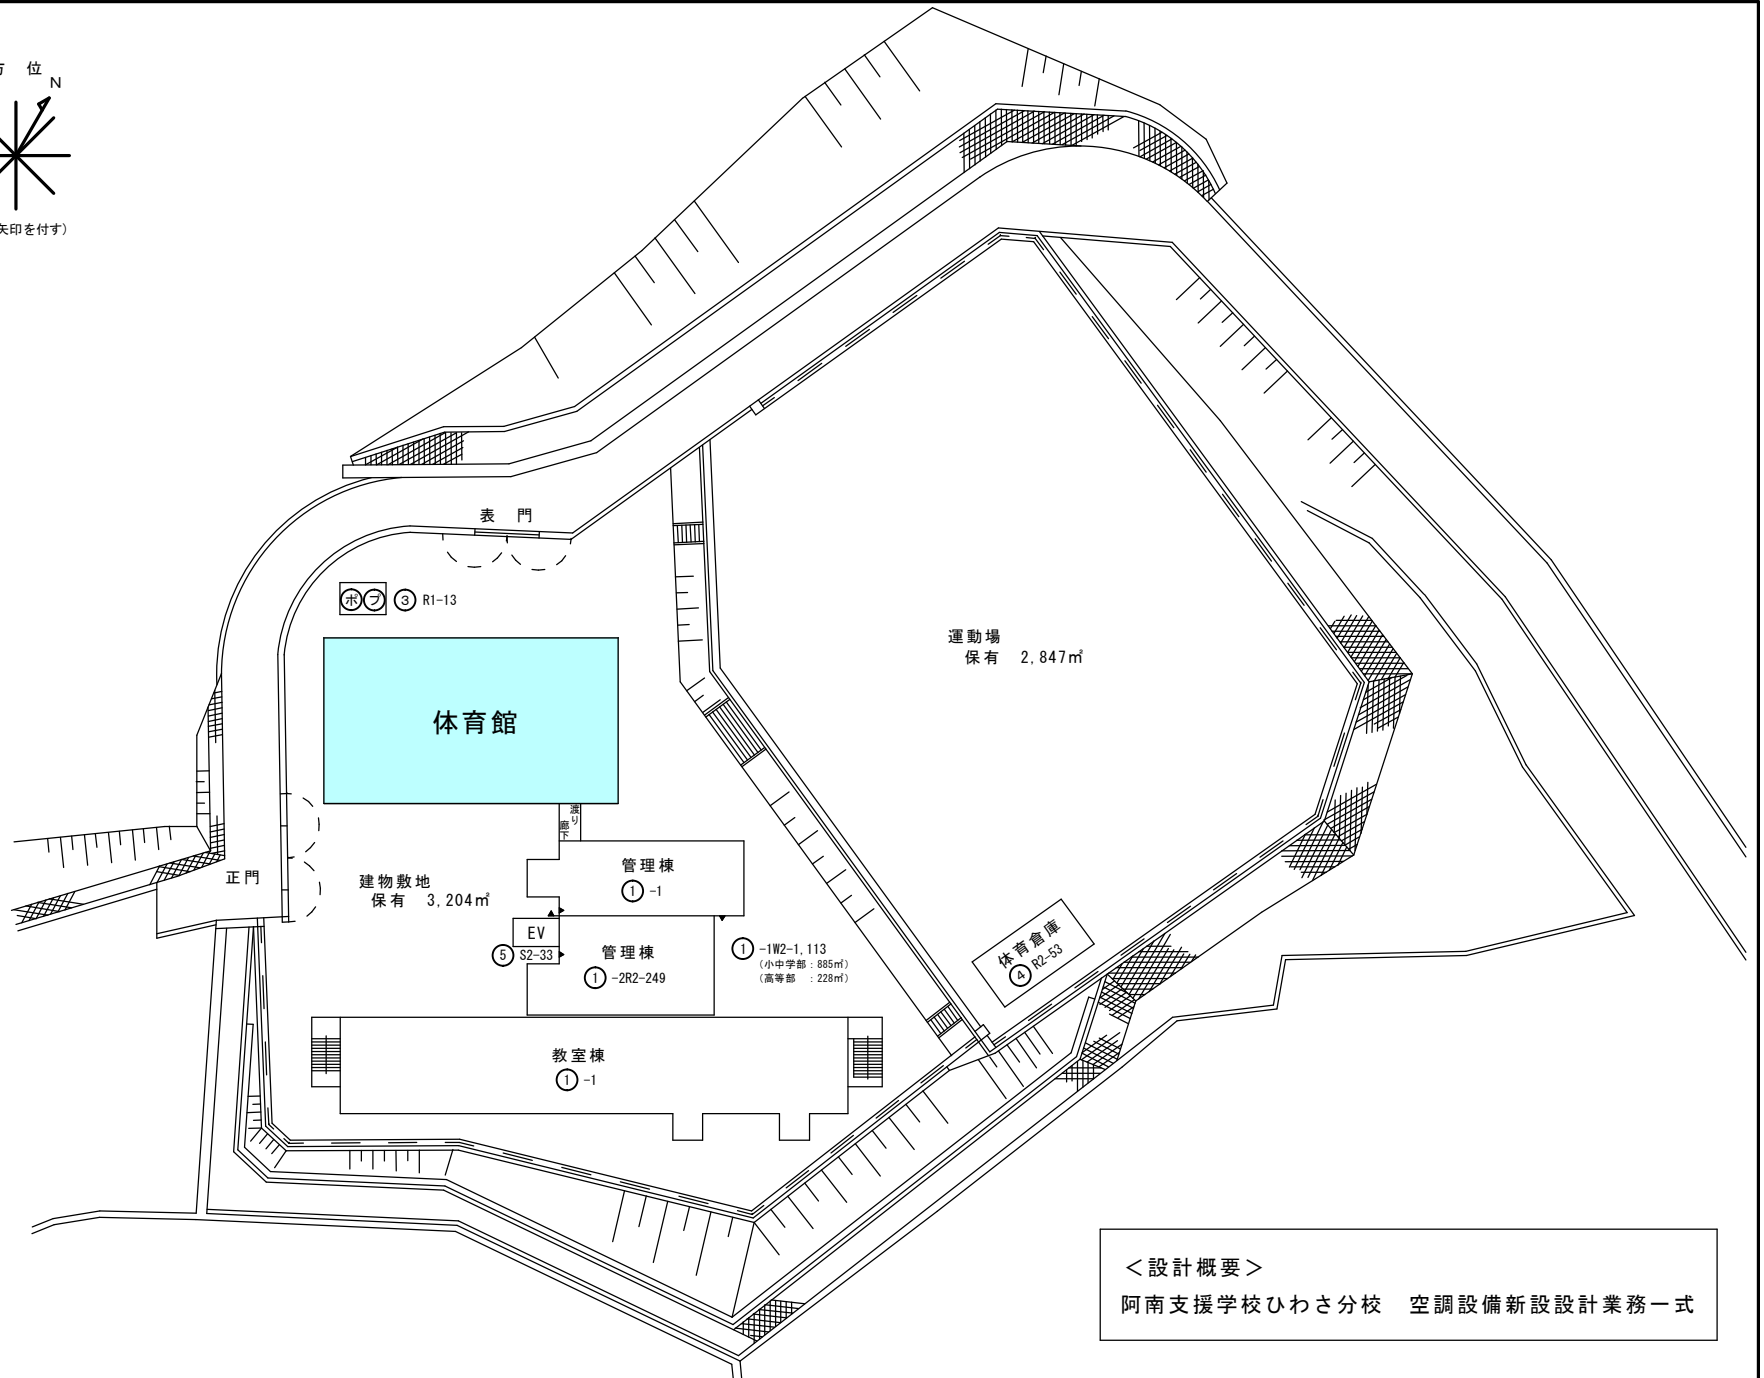 方 位
N
矢印を付す)
表 門
ポ プ ③ R1-13
体育館
運動場
保有 2,847㎡
渡り
廊下
正門
建物敷地
保有 3,204㎡
管理棟
① -1
EV
⑤ S2-33
管理棟
① -2R2-249
① -1W2-1,113
(小中学部:885㎡)
(高等部 :228㎡)
体育倉庫
④ R2-53
教室棟
① -1
<設計概要>
阿南支援学校ひわさ分校 空調設備新設設計業務一式